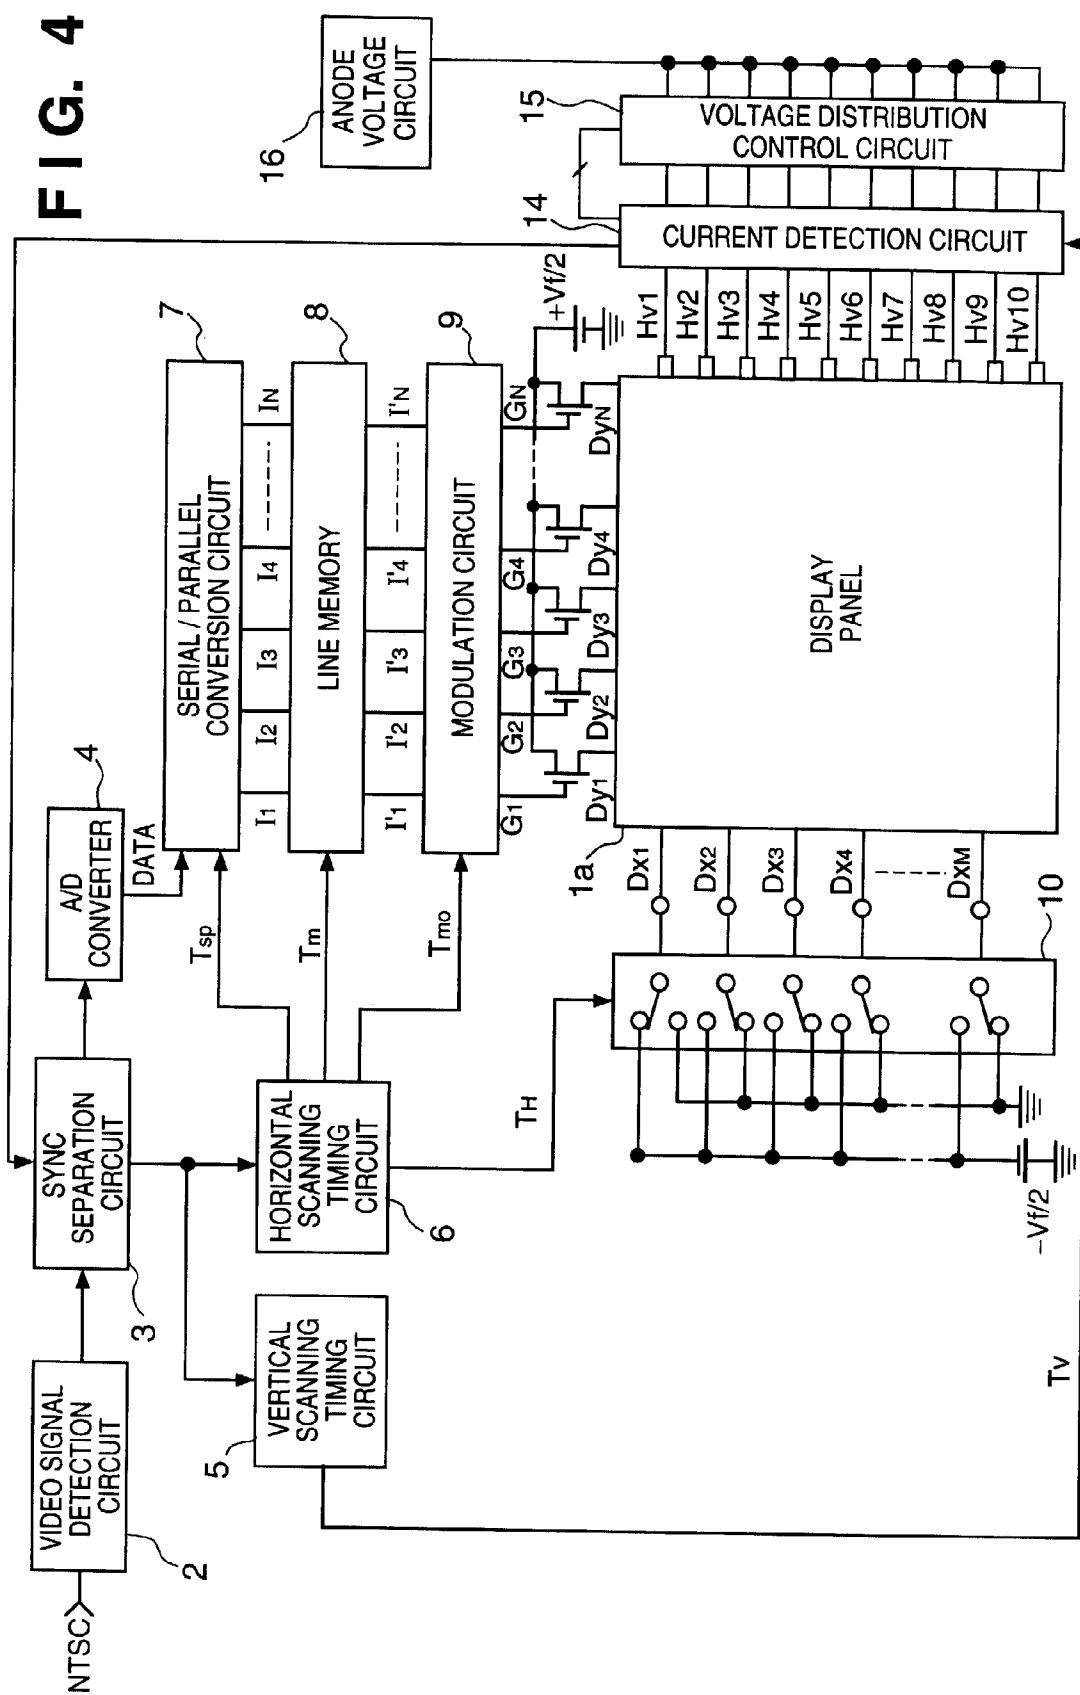 FIG. 4
NTSC
VIDEO SIGNAL
DETECTION
CIRCUIT
2
SYNC
SEPARATION
CIRCUIT
3
A/D
CONVERTER
4
DATA
VERTICAL
SCANNING
TIMING
CIRCUIT
5
HORIZONTAL
SCANNING
TIMING
CIRCUIT
6
Tsp
Tm
Tmo
TH
Tv
SERIAL / PARALLEL
CONVERSION CIRCUIT
7
I1 I2 I3 I4 IN
LINE MEMORY
8
I'1 I'2 I'3 I'4 I'N
MODULATION CIRCUIT
9
G1 G2 G3 G4 GN
+Vf/2
Dy1 Dy2 Dy3 Dy4 DyN
1a
DISPLAY
PANEL
Dx1
Dx2
Dx3
Dx4
DxM
10
-Vf/2
Hv1
Hv2
Hv3
Hv4
Hv5
Hv6
Hv7
Hv8
Hv9
Hv10
CURRENT DETECTION CIRCUIT
14
VOLTAGE DISTRIBUTION
CONTROL CIRCUIT
15
ANODE
VOLTAGE
CIRCUIT
16